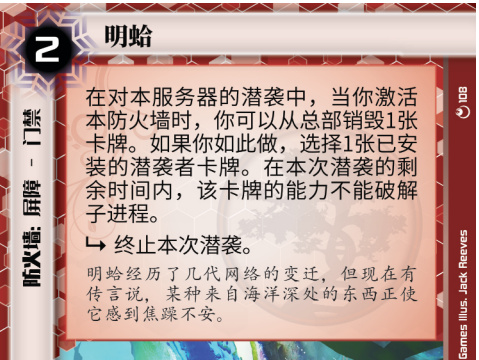 2
明蛤
防火墙: 屏障 - 门禁
在对本服务器的潜袭中，当你激活
本防火墙时，你可以从总部销毁1张
卡牌。如果你如此做，选择1张已安
装的潜袭者卡牌。在本次潜袭的剩
余时间内，该卡牌的能力不能破解
子进程。
↳ 终止本次潜袭。
明蛤经历了几代网络的变迁，但现在有
传言说，某种来自海洋深处的东西正使
它感到焦躁不安。
108
Games Illus. Jack Reeves